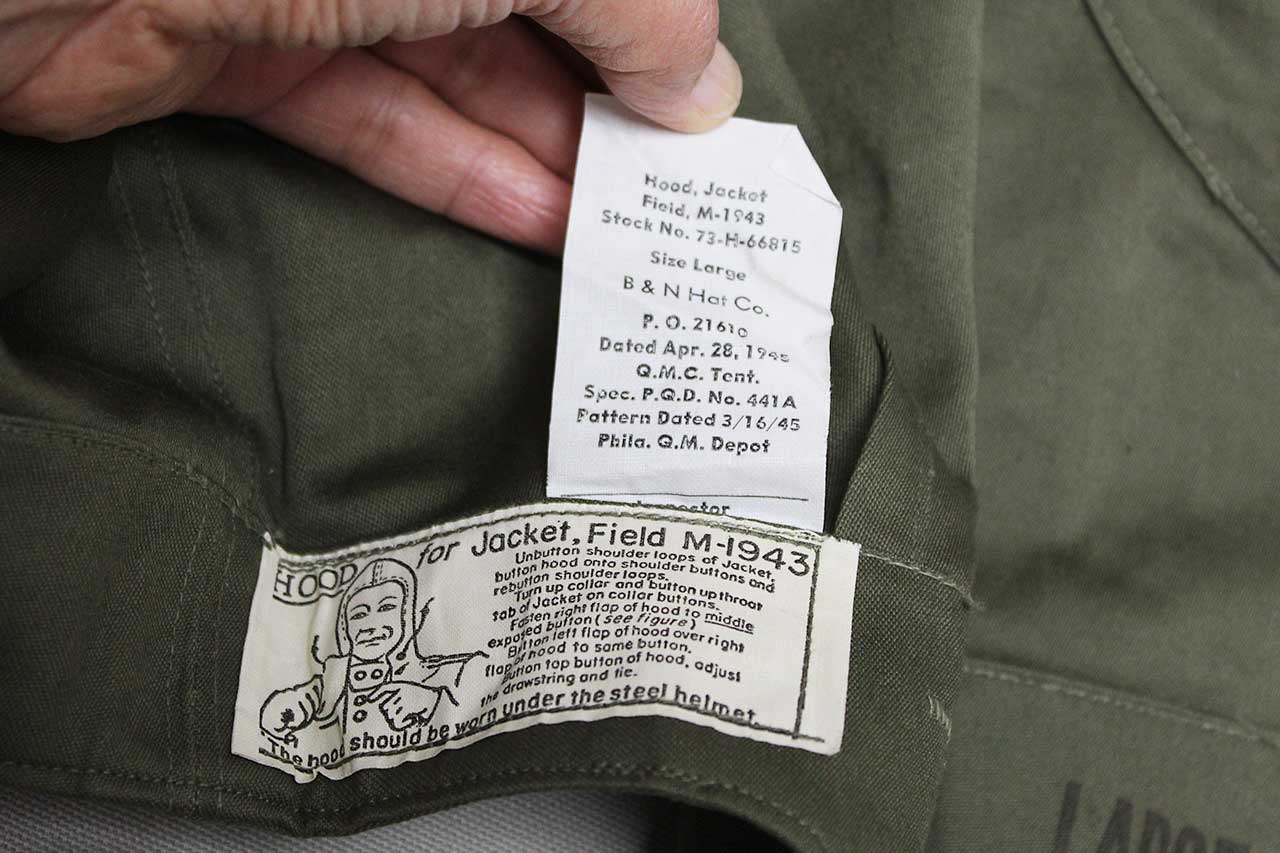 Hood, Jacket
Field, M-1943
Stock No. 73-H-66815
Size Large
B & N Hat Co.
P. O. 21610
Dated Apr. 28, 1945
Q.M.C. Tent.
Spec. P.Q.D. No. 441A
Pattern Dated 3/16/45
Phila. Q.M. Depot
HOOD for Jacket, Field M-1943
Unbutton shoulder loops of Jacket,
button hood onto shoulder buttons and
rebutton shoulder loops.
Turn up collar and button up throat
tab of Jacket on collar buttons.
Fasten right flap of hood to middle
exposed button (see figure)
Button left flap of hood over right
flap of hood to same button.
Button top button of hood, adjust
the drawstring and tie.
The hood should be worn under the steel helmet.